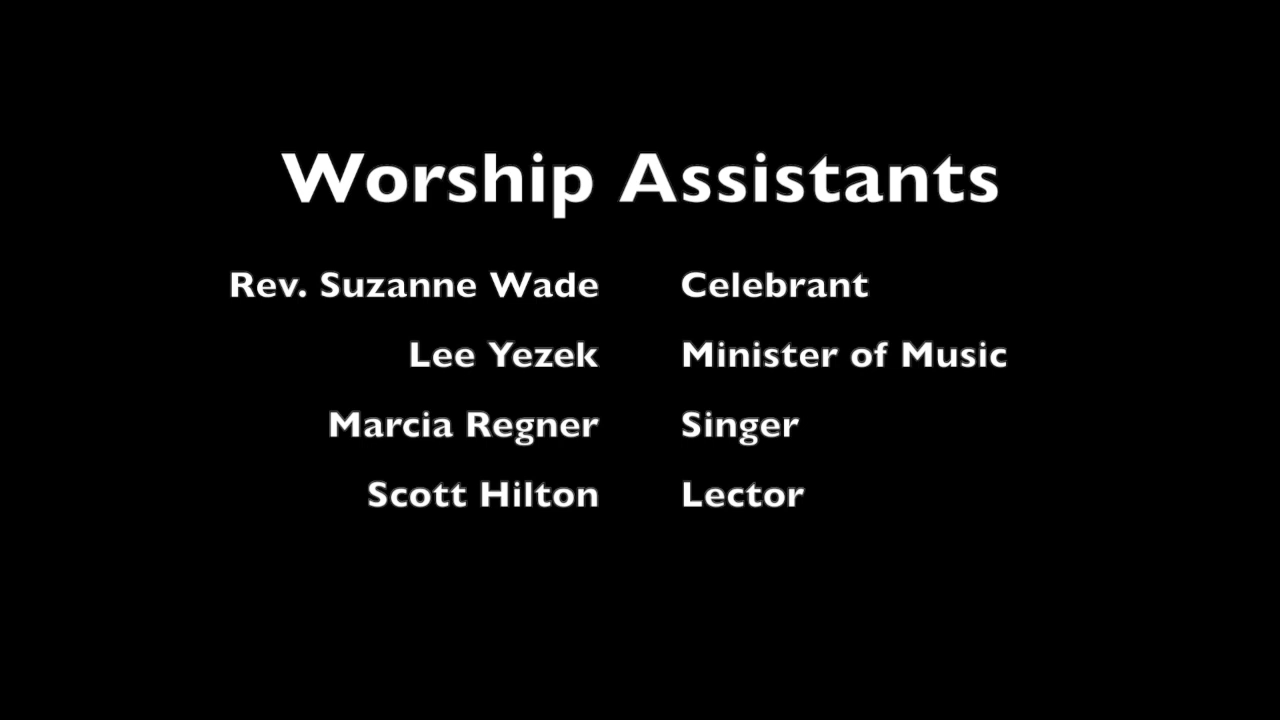 Worship Assistants
Rev. Suzanne Wade Celebrant
Lee Yezek Minister of Music
Marcia Regner Singer
Scott Hilton Lector